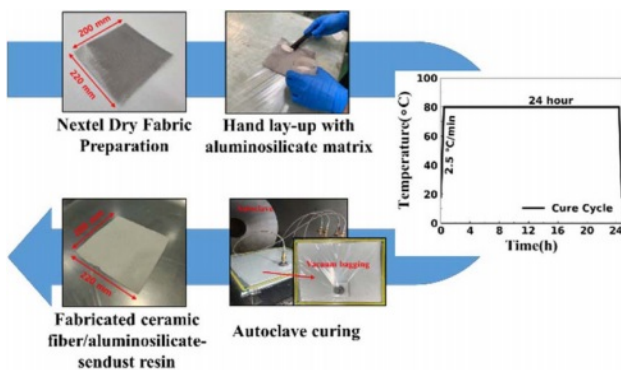 200 mm
220 mm
Nextel Dry Fabric
Preparation
Hand lay-up with
aluminosilicate matrix
Temperature(∘C)
100
80
60
40
20
0
24 hour
2.5 °C/min
Cure Cycle
0 4 8 12 16 20 24
Time(h)
Vacuum bagging
Autoclave curing
220 mm
Fabricated ceramic
fiber/aluminosilicate-
sendust resin